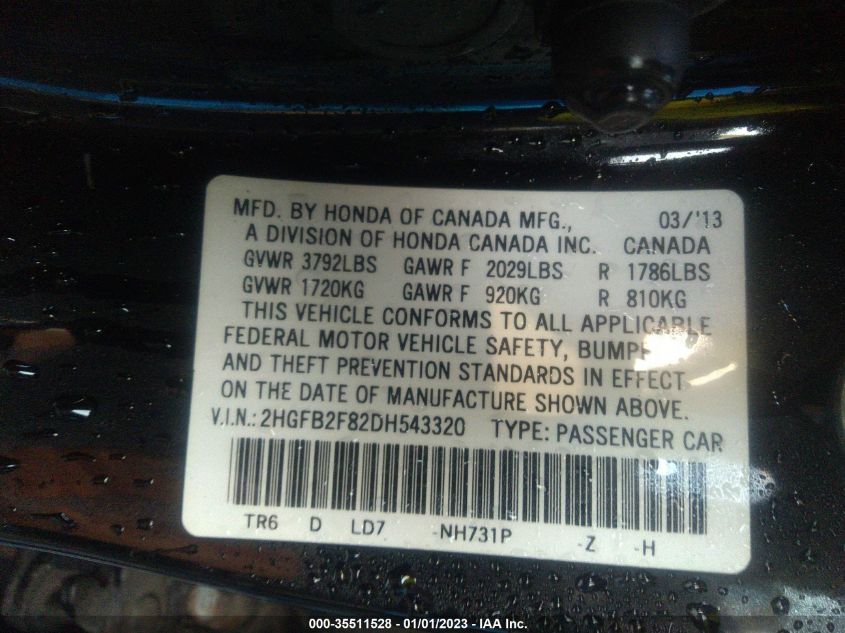 MFD. BY HONDA OF CANADA MFG., 03/'13
A DIVISION OF HONDA CANADA INC. CANADA
GVWR 3792LBS GAWR F 2029LBS R 1786LBS
GVWR 1720KG GAWR F 920KG R 810KG
THIS VEHICLE CONFORMS TO ALL APPLICABLE
FEDERAL MOTOR VEHICLE SAFETY,
AND THEFT PREVENTION STANDARDS IN EFFECT
ON THE DATE OF MANUFACTURE SHOWN ABOVE.
V.I.N.: 2HGFB2F82DH543320 TYPE: PASSENGER CAR
TR6 D LD7 -NH731P -Z -H
000-35511528 - 01/01/2023 - IAA Inc.